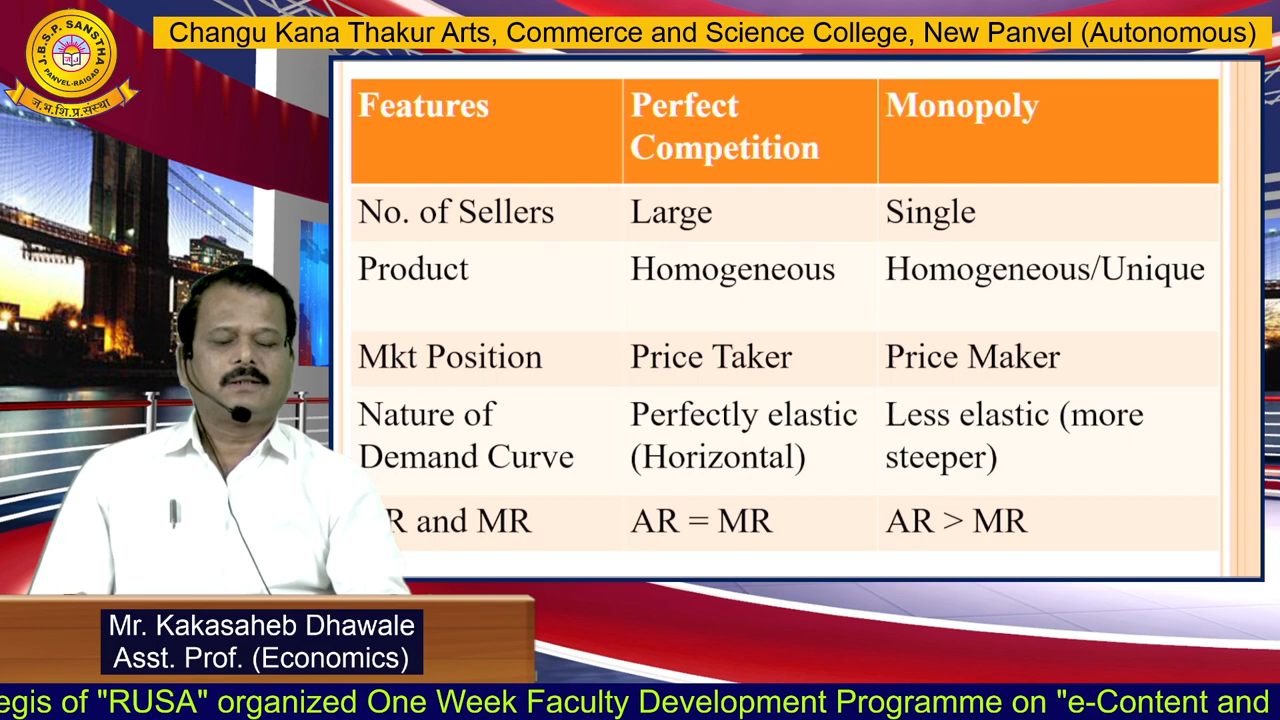 Changu Kana Thakur Arts, Commerce and Science College, New Panvel (Autonomous)
J.B.S.P. SANSTHA
PANVEL-RAIGAD
ज.भ.शि.प्र.संस्था
Features Perfect Competition Monopoly
No. of Sellers Large Single
Product Homogeneous Homogeneous/Unique
Mkt Position Price Taker Price Maker
Nature of Demand Curve Perfectly elastic (Horizontal) Less elastic (more steeper)
R and MR AR = MR AR > MR
Mr. Kakasaheb Dhawale
Asst. Prof. (Economics)
egis of "RUSA" organized One Week Faculty Development Programme on "e-Content and